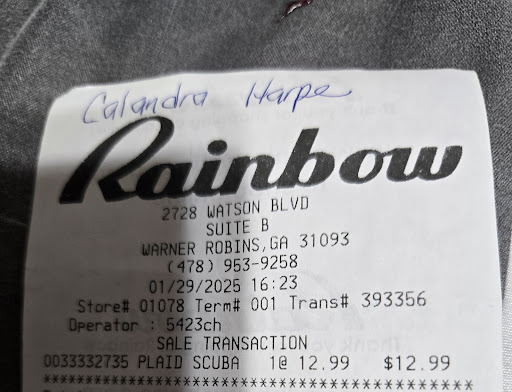 Calandra Harpe
Rainbow
2728 WATSON BLVD
SUITE B
WARNER ROBINS,GA 31093
(478) 953-9258
01/29/2025 16:23
Store# 01078 Term# 001 Trans# 393356
Operator : 5423ch
SALE TRANSACTION
0033332735 PLAID SCUBA 1@ 12.99 $12.99